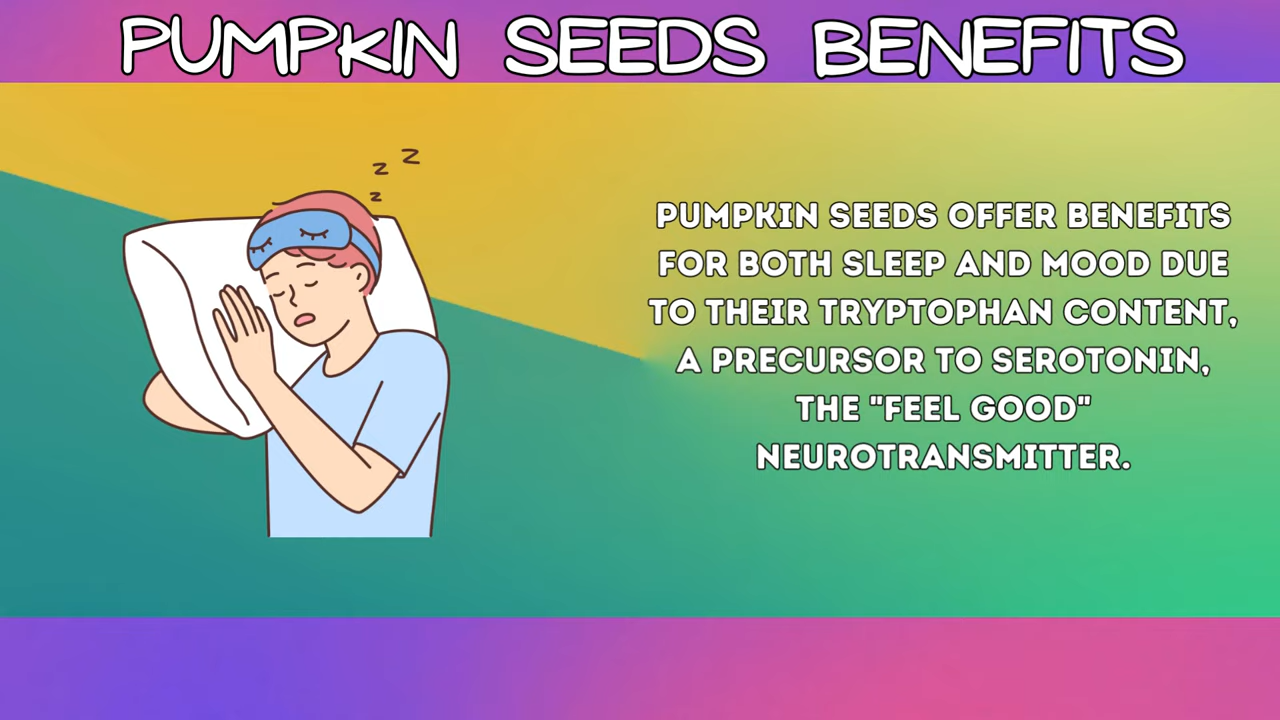 PUMPKIN SEEDS BENEFITS
z z
z
PUMPKIN SEEDS OFFER BENEFITS
FOR BOTH SLEEP AND MOOD DUE
TO THEIR TRYPTOPHAN CONTENT,
A PRECURSOR TO SEROTONIN,
THE "FEEL GOOD"
NEUROTRANSMITTER.